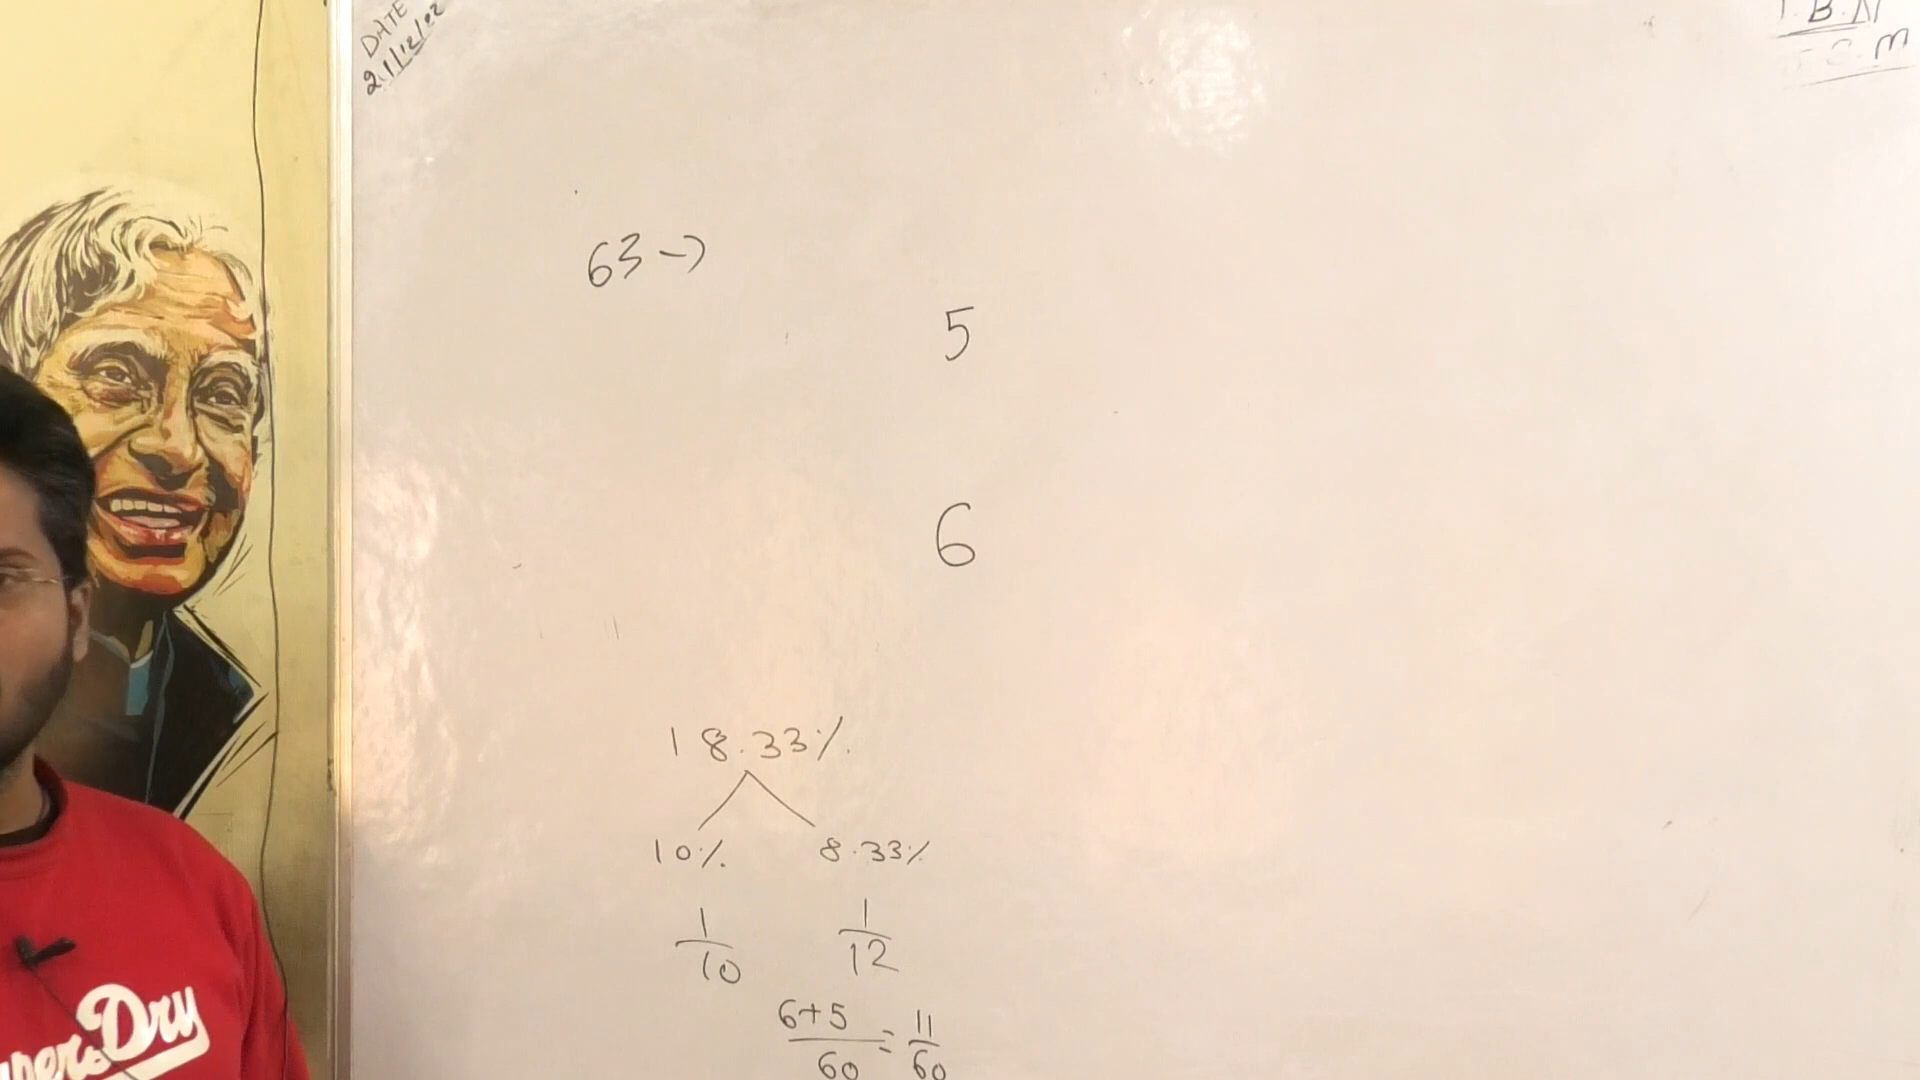 DATE
21/12/22
63 →
5
6
18.33%
10% 8.33%
1/10 1/12
6+5/60 = 11/60
Dry